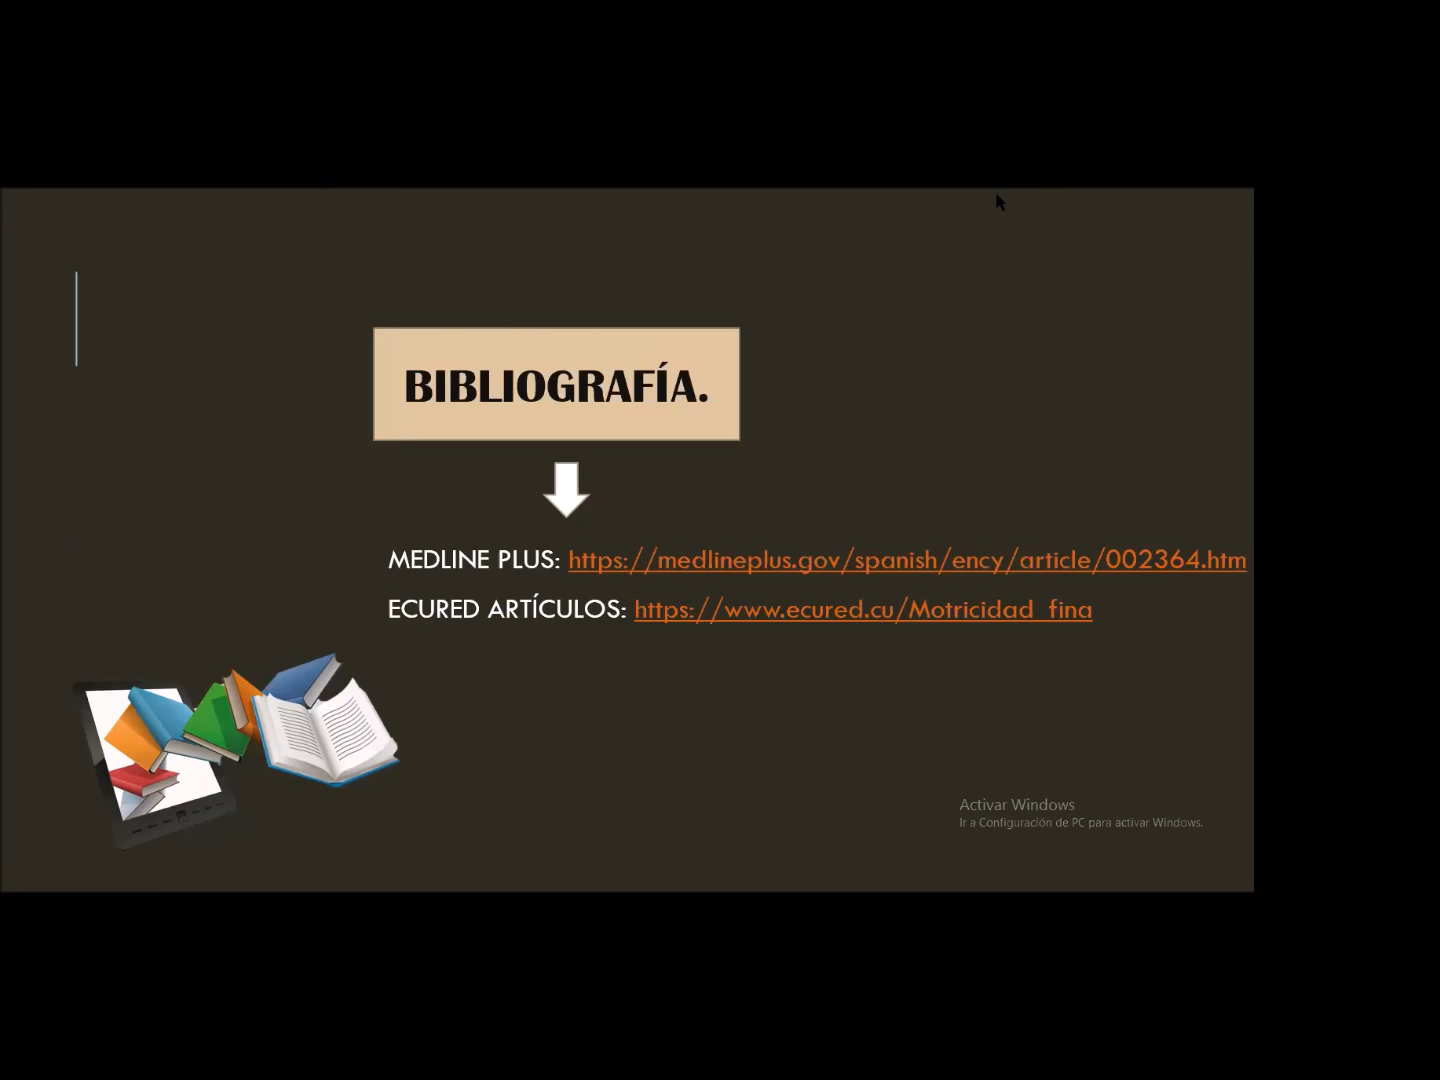 BIBLIOGRAFÍA.
MEDLINE PLUS: https://medlineplus.gov/spanish/ency/article/002364.htm
ECURED ARTÍCULOS: https://www.ecured.cu/Motricidad_fina
Activar Windows
Ir a Configuración de PC para activar Windows.